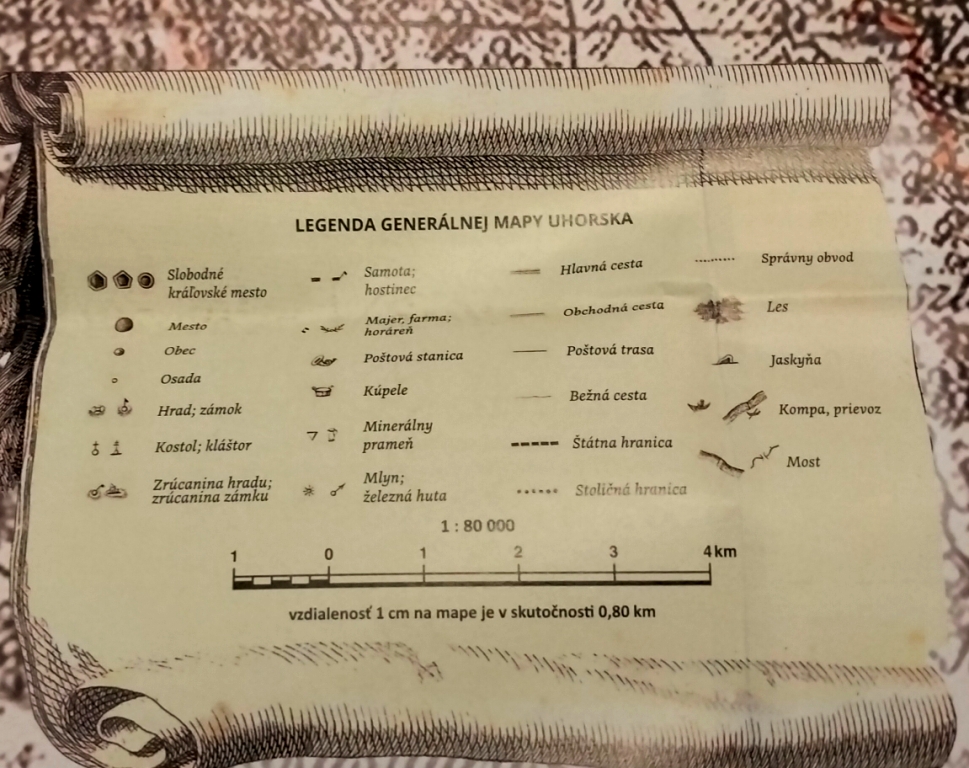 LEGENDA GENERÁLNEJ MAPY UHORSKA
Slobodné
kráľovské mesto
Mesto
Obec
Osada
Hrad; zámok
Kostol; kláštor
Zrúcanina hradu;
zrúcanina zámku
Samota;
hostinec
Majer, farma;
horáreň
Poštová stanica
Kúpele
Minerálny
prameň
Mlyn;
železná huta
Hlavná cesta
Obchodná cesta
Poštová trasa
Bežná cesta
Štátna hranica
Stoličná hranica
Správny obvod
Les
Jaskyňa
Kompa, prievoz
Most
1 : 80 000
1 0 1 2 3 4 km
vzdialenosť 1 cm na mape je v skutočnosti 0,80 km